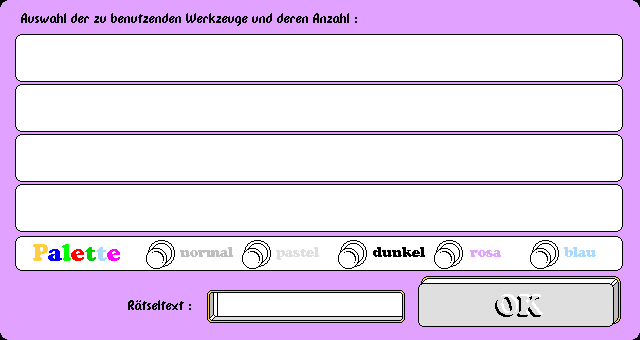 Auswahl der zu benutzenden Werkzeuge und deren Anzahl :
Palette normal pastel dunkel rosa blau
Rätseltext :
OK